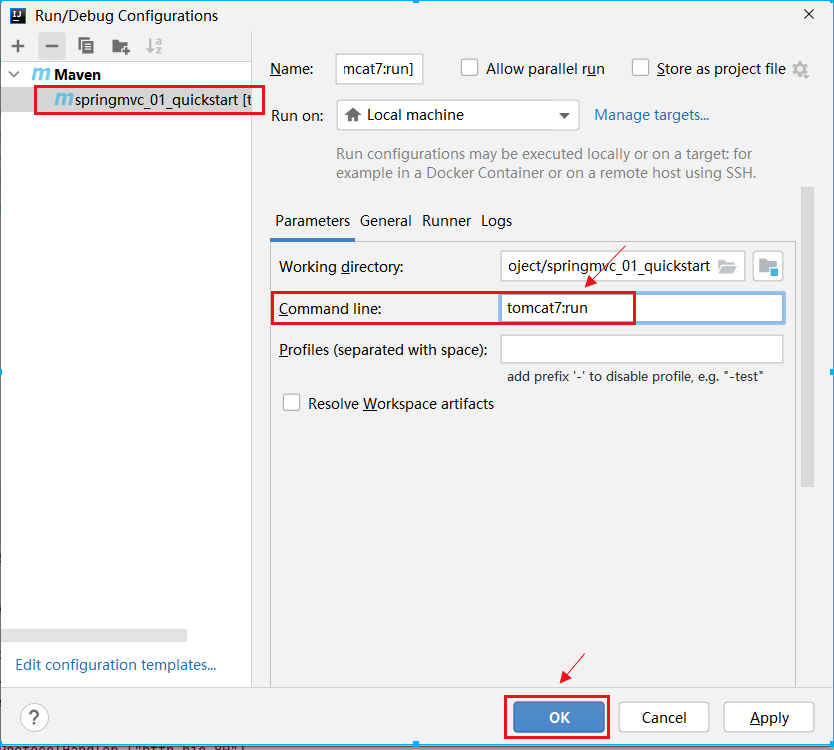 Run/Debug Configurations
Maven
springmvc_01_quickstart [t
Name: mcat7:run] Allow parallel run Store as project file
Run on: Local machine Manage targets...
Run configurations may be executed locally or on a target: for
example in a Docker Container or on a remote host using SSH.
Parameters General Runner Logs
Working directory: oject/springmvc_01_quickstart
Command line: tomcat7:run
Profiles (separated with space):
add prefix '-' to disable profile, e.g. "-test"
Resolve Workspace artifacts
Edit configuration templates...
? OK Cancel Apply